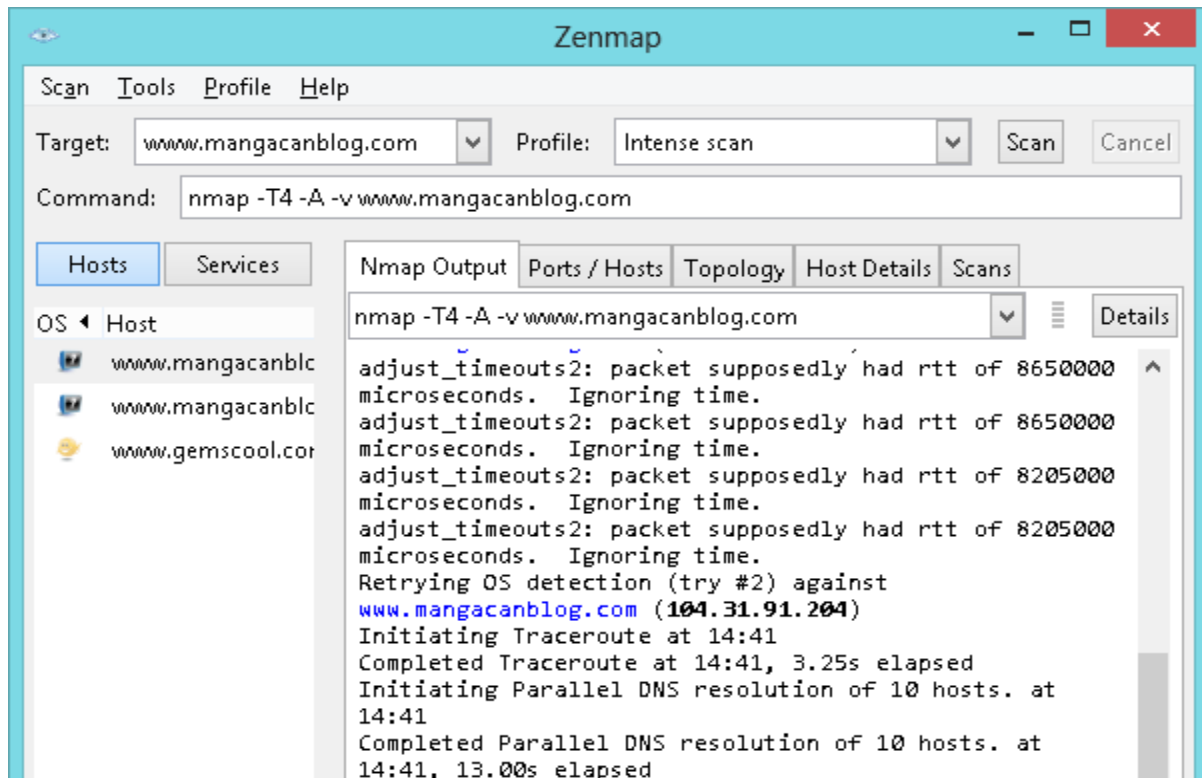 Zenmap
Scan Tools Profile Help
Target: www.mangacanblog.com Profile: Intense scan Scan Cancel
Command: nmap -T4 -A -v www.mangacanblog.com
Hosts Services
Nmap Output Ports / Hosts Topology Host Details Scans
OS Host
nmap -T4 -A -v www.mangacanblog.com Details
www.mangacanblc
www.mangacanblc
www.gemscool.cor
adjust_timeouts2: packet supposedly had rtt of 8650000
microseconds. Ignoring time.
adjust_timeouts2: packet supposedly had rtt of 8650000
microseconds. Ignoring time.
adjust_timeouts2: packet supposedly had rtt of 8205000
microseconds. Ignoring time.
adjust_timeouts2: packet supposedly had rtt of 8205000
microseconds. Ignoring time.
Retrying OS detection (try #2) against
www.mangacanblog.com (104.31.91.204)
Initiating Traceroute at 14:41
Completed Traceroute at 14:41, 3.25s elapsed
Initiating Parallel DNS resolution of 10 hosts. at
14:41
Completed Parallel DNS resolution of 10 hosts. at
14:41, 13.00s elapsed